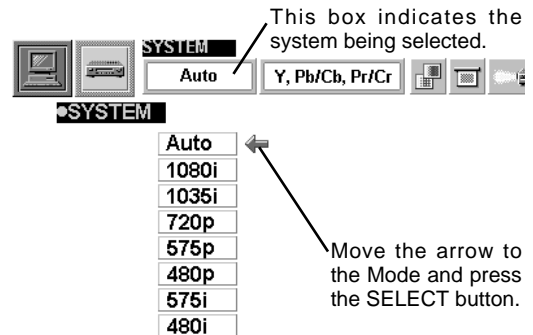 This box indicates the
system being selected.
SYSTEM
Auto
Y, Pb/Cb, Pr/Cr
●SYSTEM
Auto
1080i
1035i
720p
575p
480p
575i
480i
Move the arrow to
the Mode and press
the SELECT button.